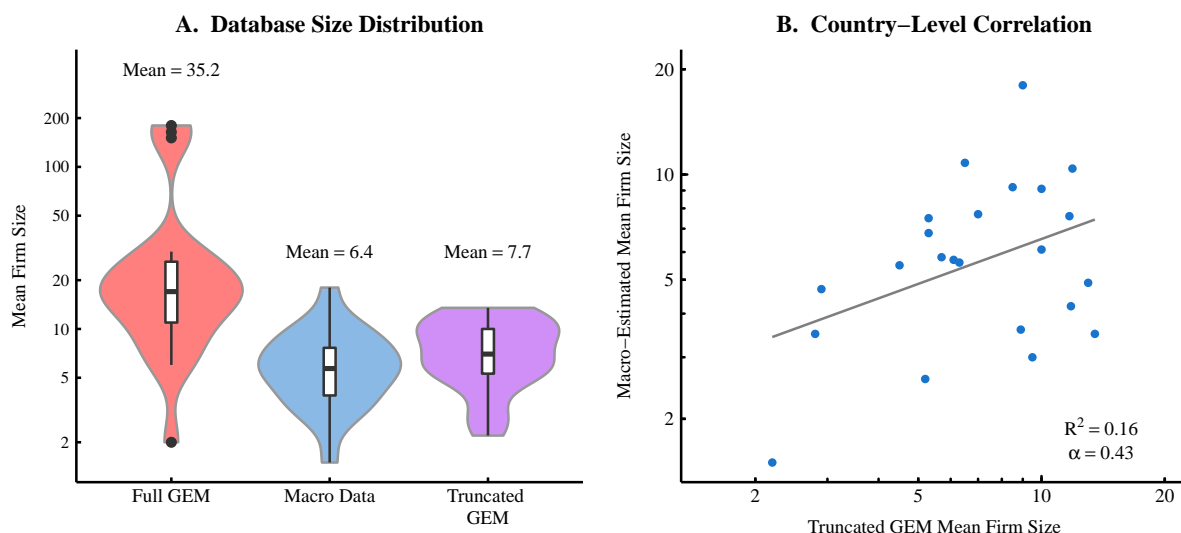 A.  Database Size Distribution
Mean = 35.2
Mean = 6.4
Mean = 7.7
Mean Firm Size
200
100
50
20
10
5
2
Full GEM
Macro Data
Truncated
GEM
B.  Country−Level Correlation
Macro−Estimated Mean Firm Size
20
10
5
2
R² = 0.16
α = 0.43
2
5
10
20
Truncated GEM Mean Firm Size